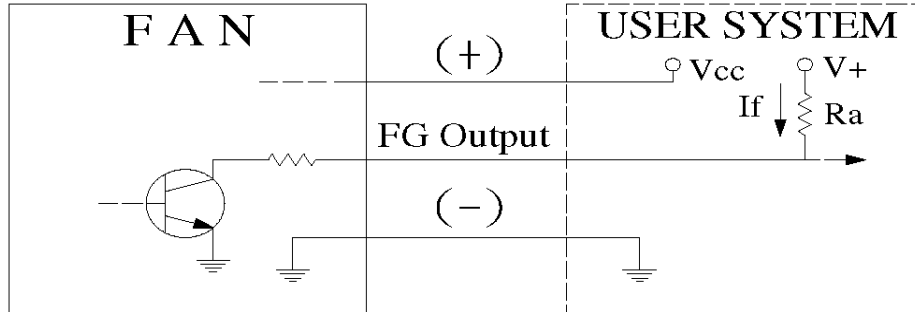 F A N
USER SYSTEM
(+)
Vcc
V+
If
Ra
FG Output
(-)